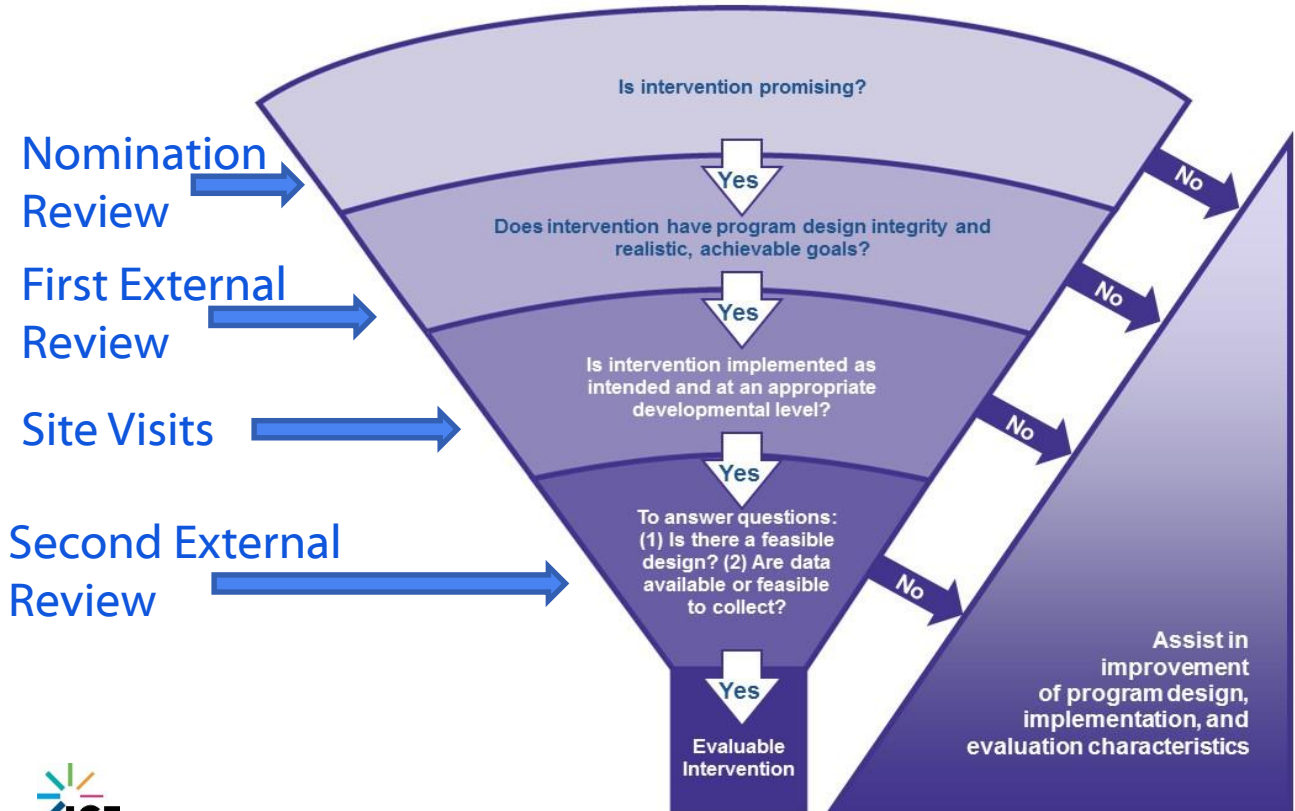 Is intervention promising?
Nomination
Review
Yes
No
Does intervention have program design integrity and
realistic, achievable goals?
First External
Review
Yes
No
Is intervention implemented as
intended and at an appropriate
developmental level?
Site Visits
Yes
No
To answer questions:
(1) Is there a feasible
design? (2) Are data
available or feasible
to collect?
Second External
Review
No
Yes
Evaluable
Intervention
Assist in
improvement
of program design,
implementation, and
evaluation characteristics